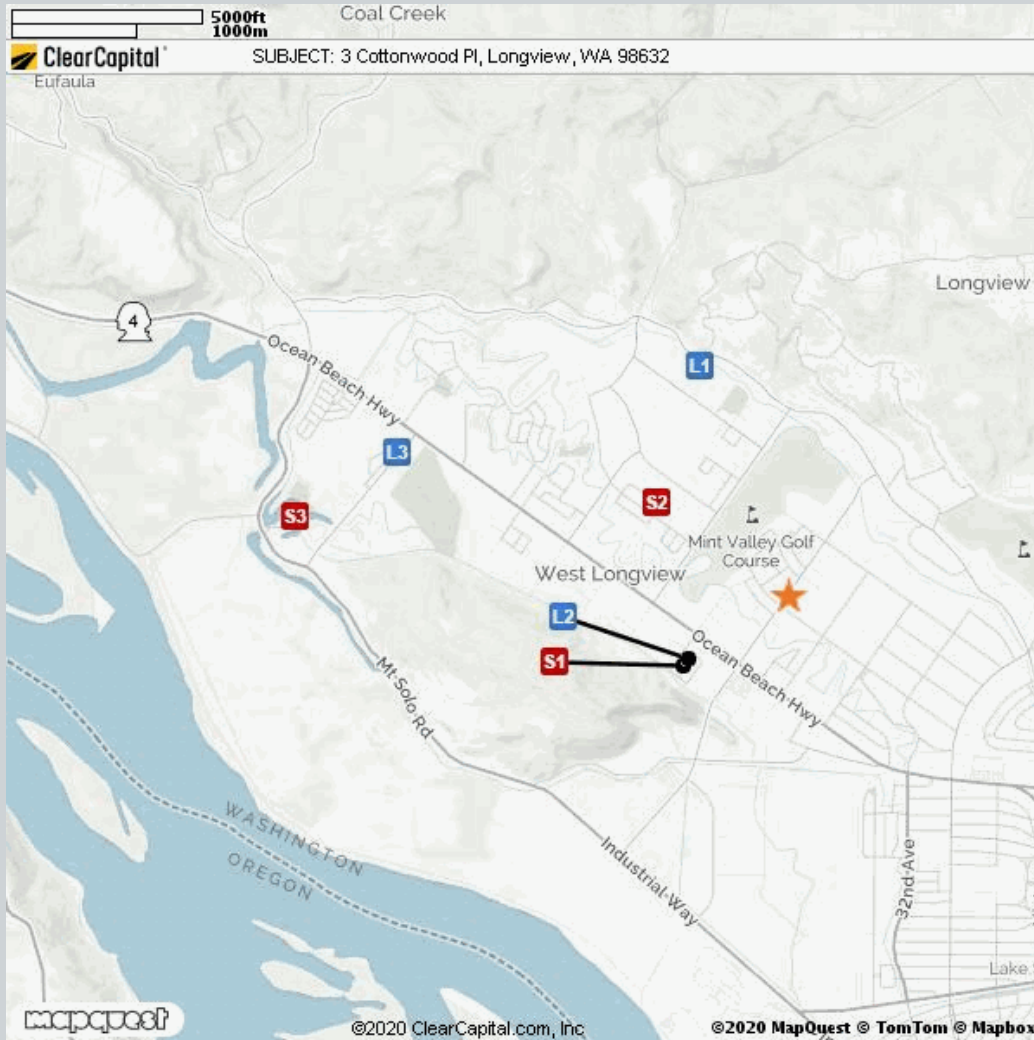 5000ft
1000m
Coal Creek
ClearCapital
SUBJECT: 3 Cottonwood Pl, Longview, WA 98632
Eufaula
Longview
4
Ocean Beach Hwy
L1
L3
S2
S3
Mint Valley Golf
Course
West Longview
L2
S1
Ocean Beach Hwy
Mt Solo Rd
WASHINGTON
OREGON
Industrial Way
32nd Ave
Lake
mapquest
©2020 ClearCapital.com, Inc
©2020 MapQuest © TomTom © Mapbox